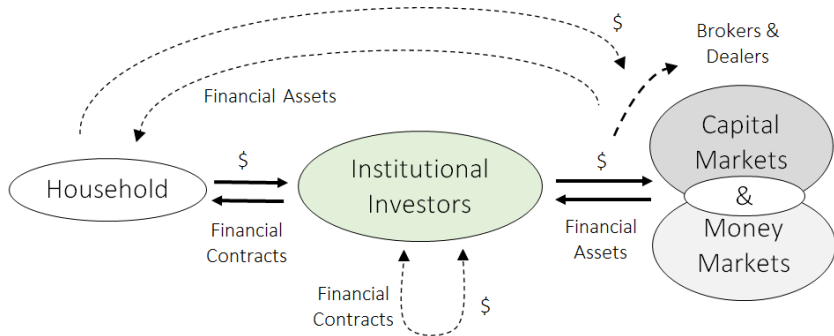 $
Brokers &
Dealers
Financial Assets
Capital
Markets
&
Money
Markets
Household
$
Financial
Contracts
Institutional
Investors
$
Financial
Assets
Financial
Contracts
$